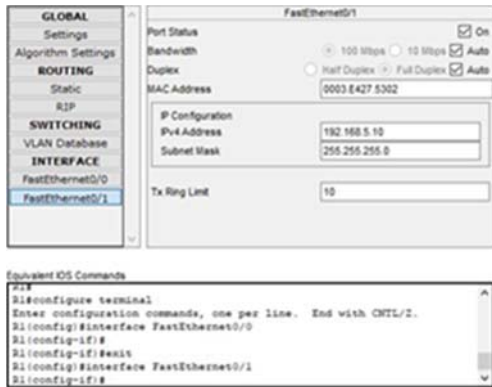 GLOBAL
Settings
Algorithm Settings
ROUTING
Static
RIP
SWITCHING
VLAN Database
INTERFACE
FastEthernet0/0
FastEthernet0/1
FastEthernet0/1
Port Status On
Bandwidth 100 Mbps 10 Mbps Auto
Duplex Half Duplex Full Duplex Auto
MAC Address 0003.E427.5302
IP Configuration
IPv4 Address 192.168.5.10
Subnet Mask 255.255.255.0
Tx Ring Limit 10
Equivalent IOS Commands
R1#
R1#configure terminal
Enter configuration commands, one per line. End with CNTL/Z.
R1(config)#interface FastEthernet0/0
R1(config-if)#
R1(config-if)#exit
R1(config)#interface FastEthernet0/1
R1(config-if)#